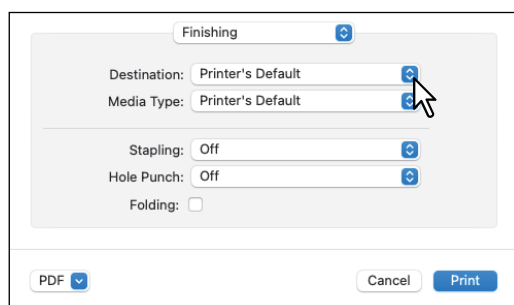 Finishing
Destination: Printer's Default
Media Type: Printer's Default
Stapling: Off
Hole Punch: Off
Folding:
PDF Cancel Print